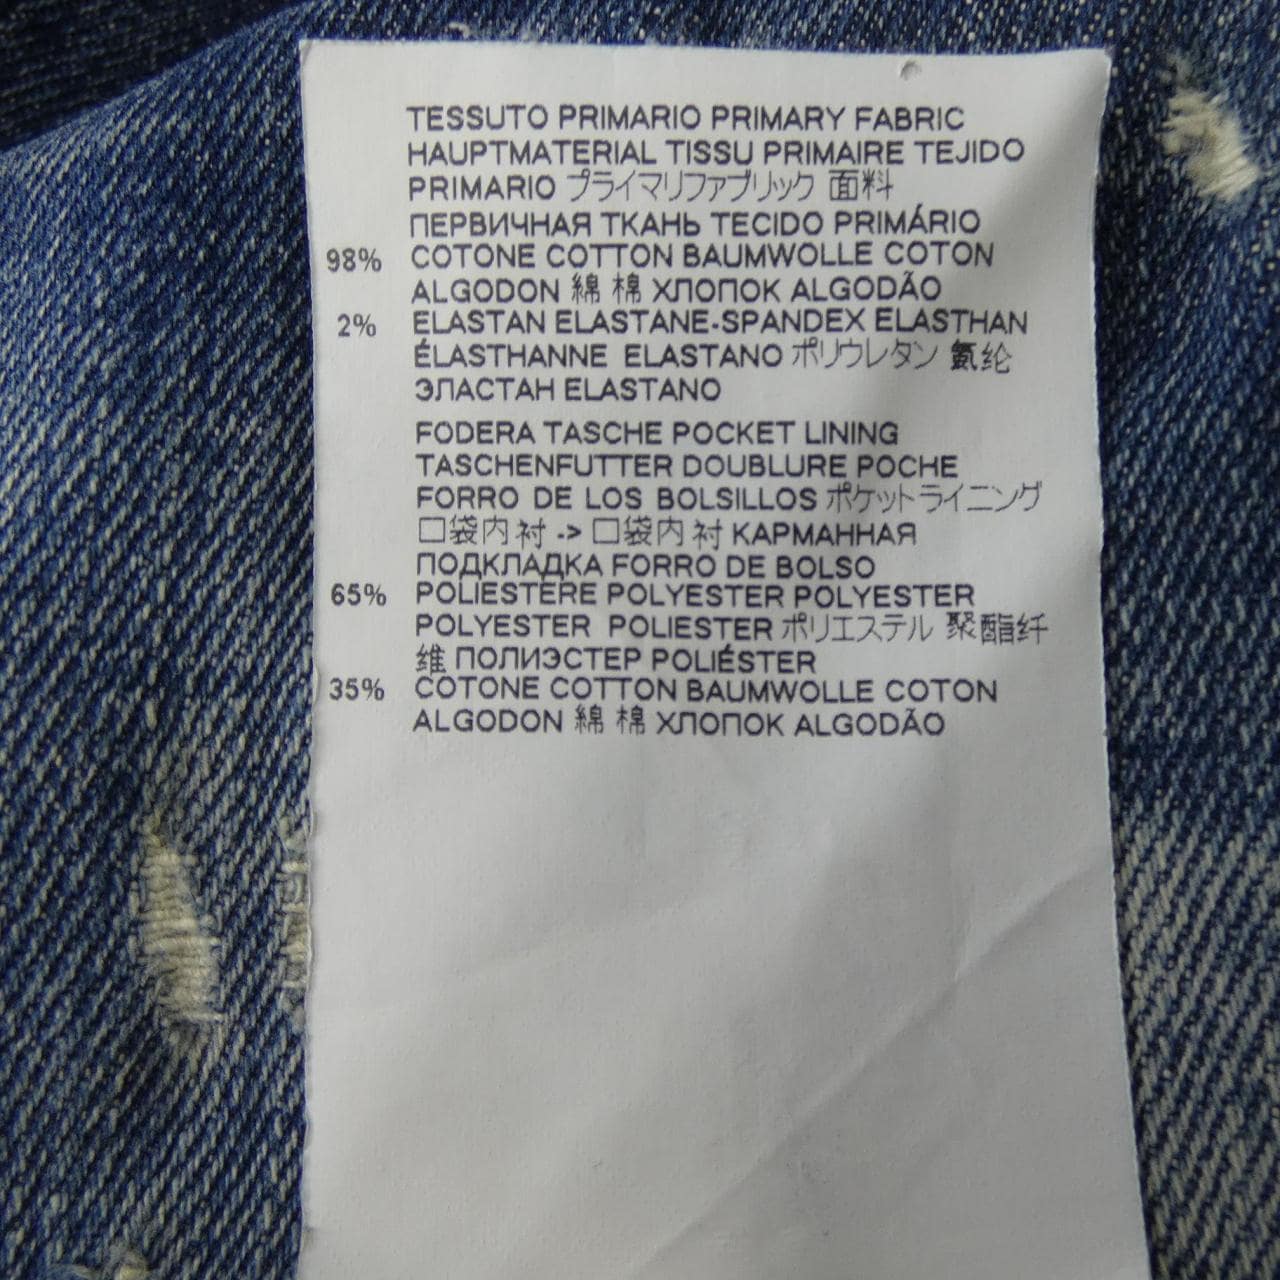 TESSUTO PRIMARIO PRIMARY FABRIC
HAUPTMATERIAL TISSU PRIMAIRE TEJIDO
PRIMARIO プライマリファブリック 面料
ПЕРВИЧНАЯ ТКАНЬ TECIDO PRIMÁRIO
98% COTONE COTTON BAUMWOLLE COTON
ALGODON 綿 棉 ХЛОПОК ALGODÃO
2% ELASTAN ELASTANE-SPANDEX ELASTHAN
ÉLASTHANNE ELASTANO ポリウレタン 氨纶
ЭЛАСТАН ELASTANO
FODERA TASCHE POCKET LINING
TASCHENFUTTER DOUBLURE POCHE
FORRO DE LOS BOLSILLOS ポケットライニング
口袋内衬 -> 口袋内衬 КАРМАННАЯ
ПОДКЛАДКА FORRO DE BOLSO
65% POLIESTERE POLYESTER POLYESTER
POLYESTER POLIESTER ポリエステル 聚酯纤
维 ПОЛИЭСТЕР POLIÉSTER
35% COTONE COTTON BAUMWOLLE COTON
ALGODON 綿 棉 ХЛОПОК ALGODÃO